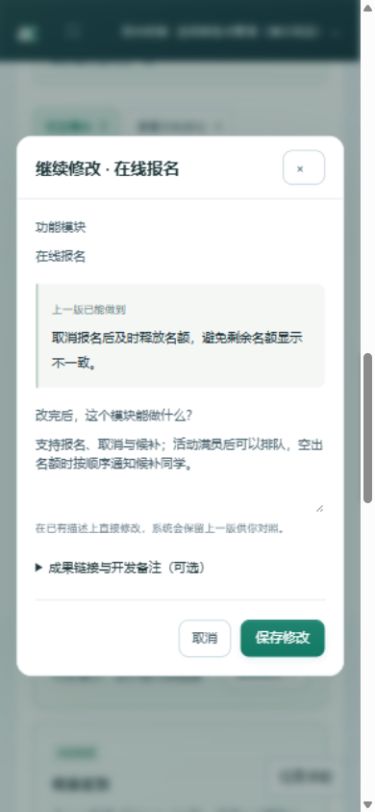 继续修改 · 在线报名
×
功能模块
在线报名
上一版已能做到
取消报名后及时释放名额，避免剩余名额显示
不一致。
改完后，这个模块能做什么？
支持报名、取消与候补；活动满员后可以排队，空出
名额时按顺序通知候补同学。
在已有描述上直接修改，系统会保留上一版供你对照。
▶ 成果链接与开发备注（可选）
取消
保存修改